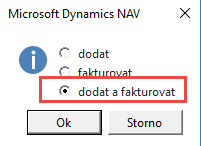 Microsoft Dynamics NAV
dodat
fakturovat
dodat a fakturovat
Ok
Storno